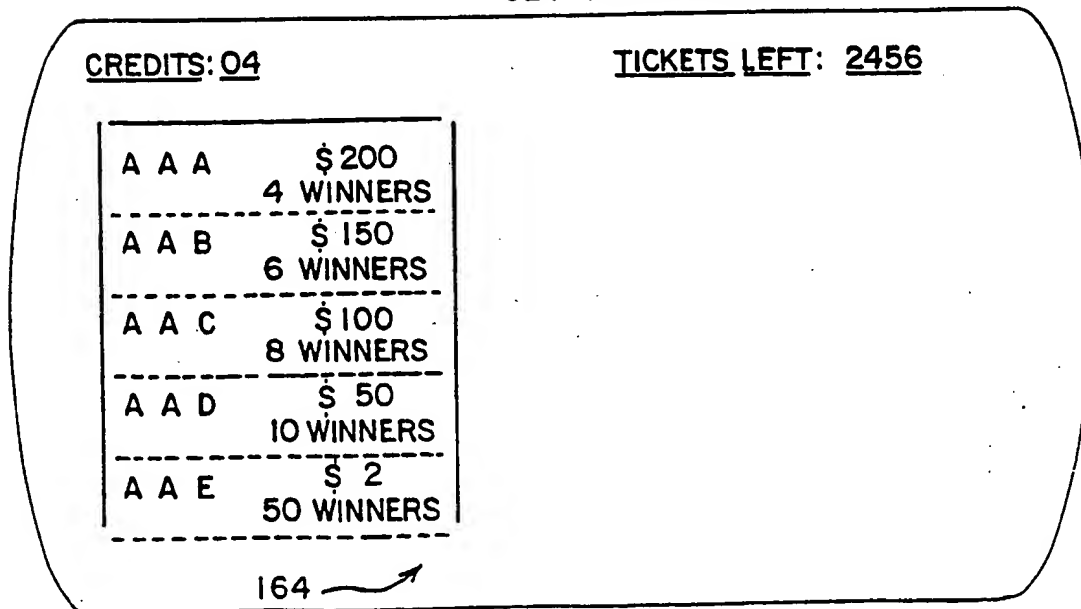 CREDITS: 04 TICKETS LEFT: 2456
A A A $ 200
4 WINNERS
A A B $ 150
6 WINNERS
A A C $ 100
8 WINNERS
A A D $ 50
10 WINNERS
A A E $ 2
50 WINNERS
164